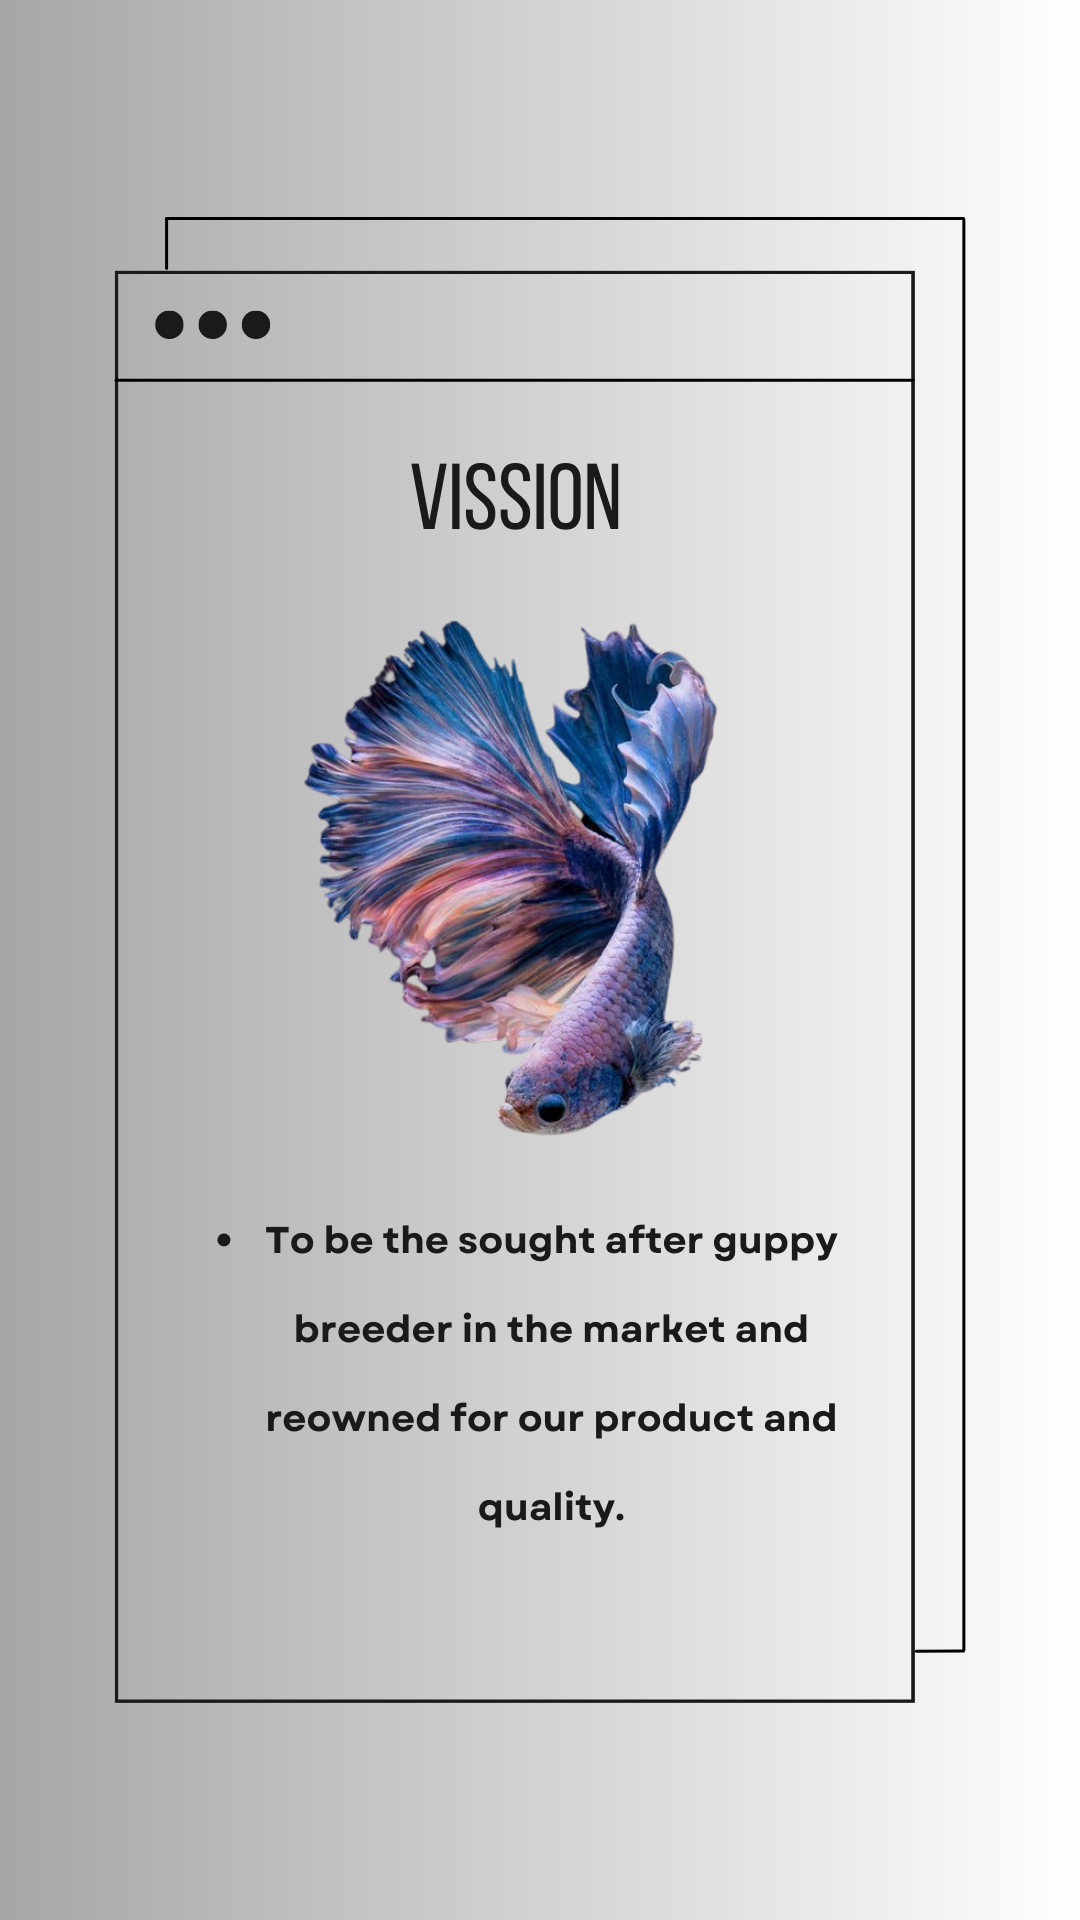 VISSION
• To be the sought after guppy
breeder in the market and
reowned for our product and
quality.